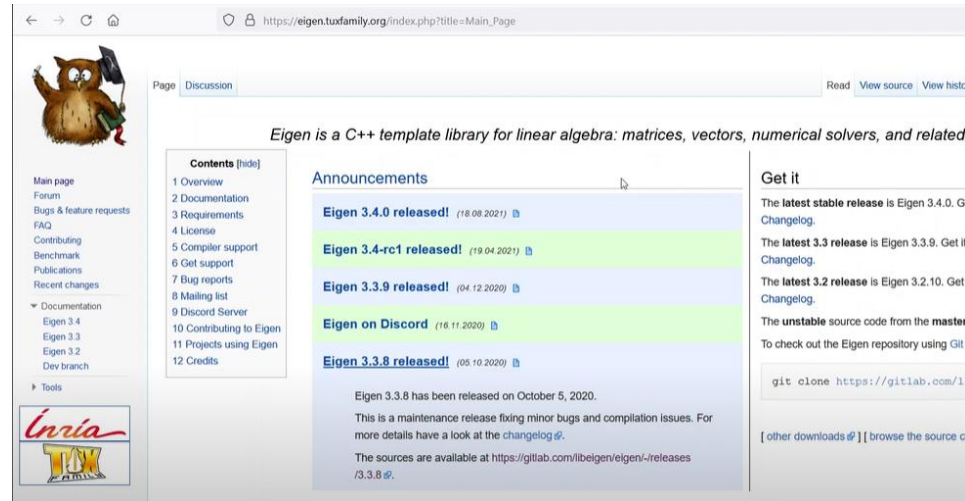 https://eigen.tuxfamily.org/index.php?title=Main_Page
Page Discussion
Read View source View histo
Eigen is a C++ template library for linear algebra: matrices, vectors, numerical solvers, and related
Main page
Forum
Bugs & feature requests
FAQ
Contributing
Benchmark
Publications
Recent changes
Documentation
Eigen 3.4
Eigen 3.3
Eigen 3.2
Dev branch
Tools
Inria
TUX
FAMILY
Contents [hide]
1 Overview
2 Documentation
3 Requirements
4 License
5 Compiler support
6 Get support
7 Bug reports
8 Mailing list
9 Discord Server
10 Contributing to Eigen
11 Projects using Eigen
12 Credits
Announcements
Eigen 3.4.0 released! (18.08.2021)
Eigen 3.4-rc1 released! (19.04.2021)
Eigen 3.3.9 released! (04.12.2020)
Eigen on Discord (16.11.2020)
Eigen 3.3.8 released! (05.10.2020)
Eigen 3.3.8 has been released on October 5, 2020.
This is a maintenance release fixing minor bugs and compilation issues. For
more details have a look at the changelog.
The sources are available at https://gitlab.com/libeigen/eigen/-/releases
/3.3.8.
Get it
The latest stable release is Eigen 3.4.0. G
Changelog.
The latest 3.3 release is Eigen 3.3.9. Get it
Changelog.
The latest 3.2 release is Eigen 3.2.10. Get
Changelog.
The unstable source code from the master
To check out the Eigen repository using Git
git clone https://gitlab.com/l
[ other downloads ] [ browse the source c